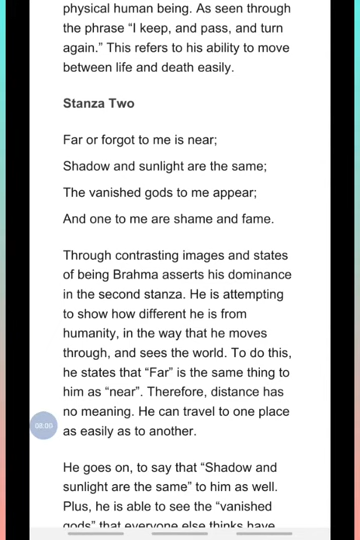 physical human being. As seen through
the phrase “I keep, and pass, and turn
again.” This refers to his ability to move
between life and death easily.
Stanza Two
Far or forgot to me is near;
Shadow and sunlight are the same;
The vanished gods to me appear;
And one to me are shame and fame.
Through contrasting images and states
of being Brahma asserts his dominance
in the second stanza. He is attempting
to show how different he is from
humanity, in the way that he moves
through, and sees the world. To do this,
he states that “Far” is the same thing to
him as “near”. Therefore, distance has
no meaning. He can travel to one place
as easily as to another.
08:00
He goes on, to say that “Shadow and
sunlight are the same” to him as well.
Plus, he is able to see the “vanished
gods” that everyone else thinks have